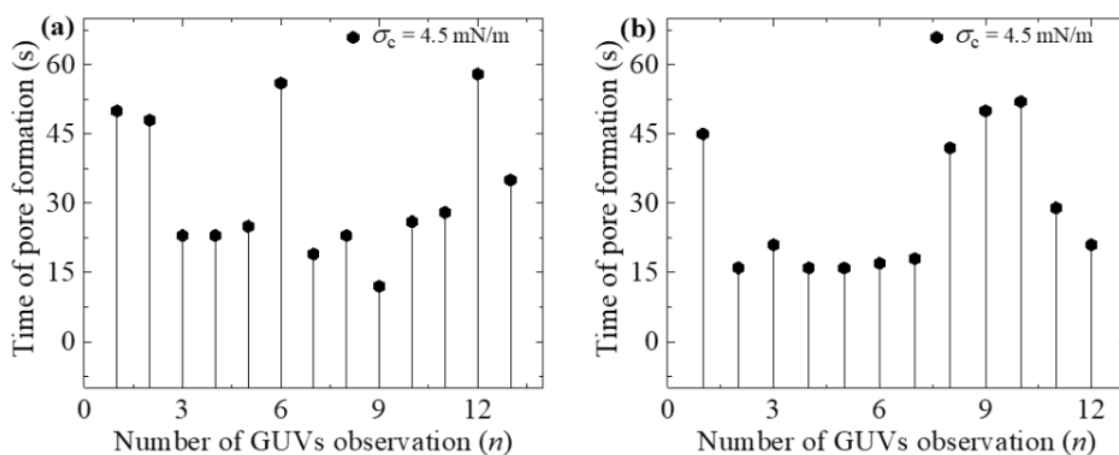 (a)
σc = 4.5 mN/m
Time of pore formation (s)
60
45
30
15
0
0 3 6 9 12
Number of GUVs observation (n)
(b)
σc = 4.5 mN/m
Time of pore formation (s)
60
45
30
15
0
0 3 6 9 12
Number of GUVs observation (n)